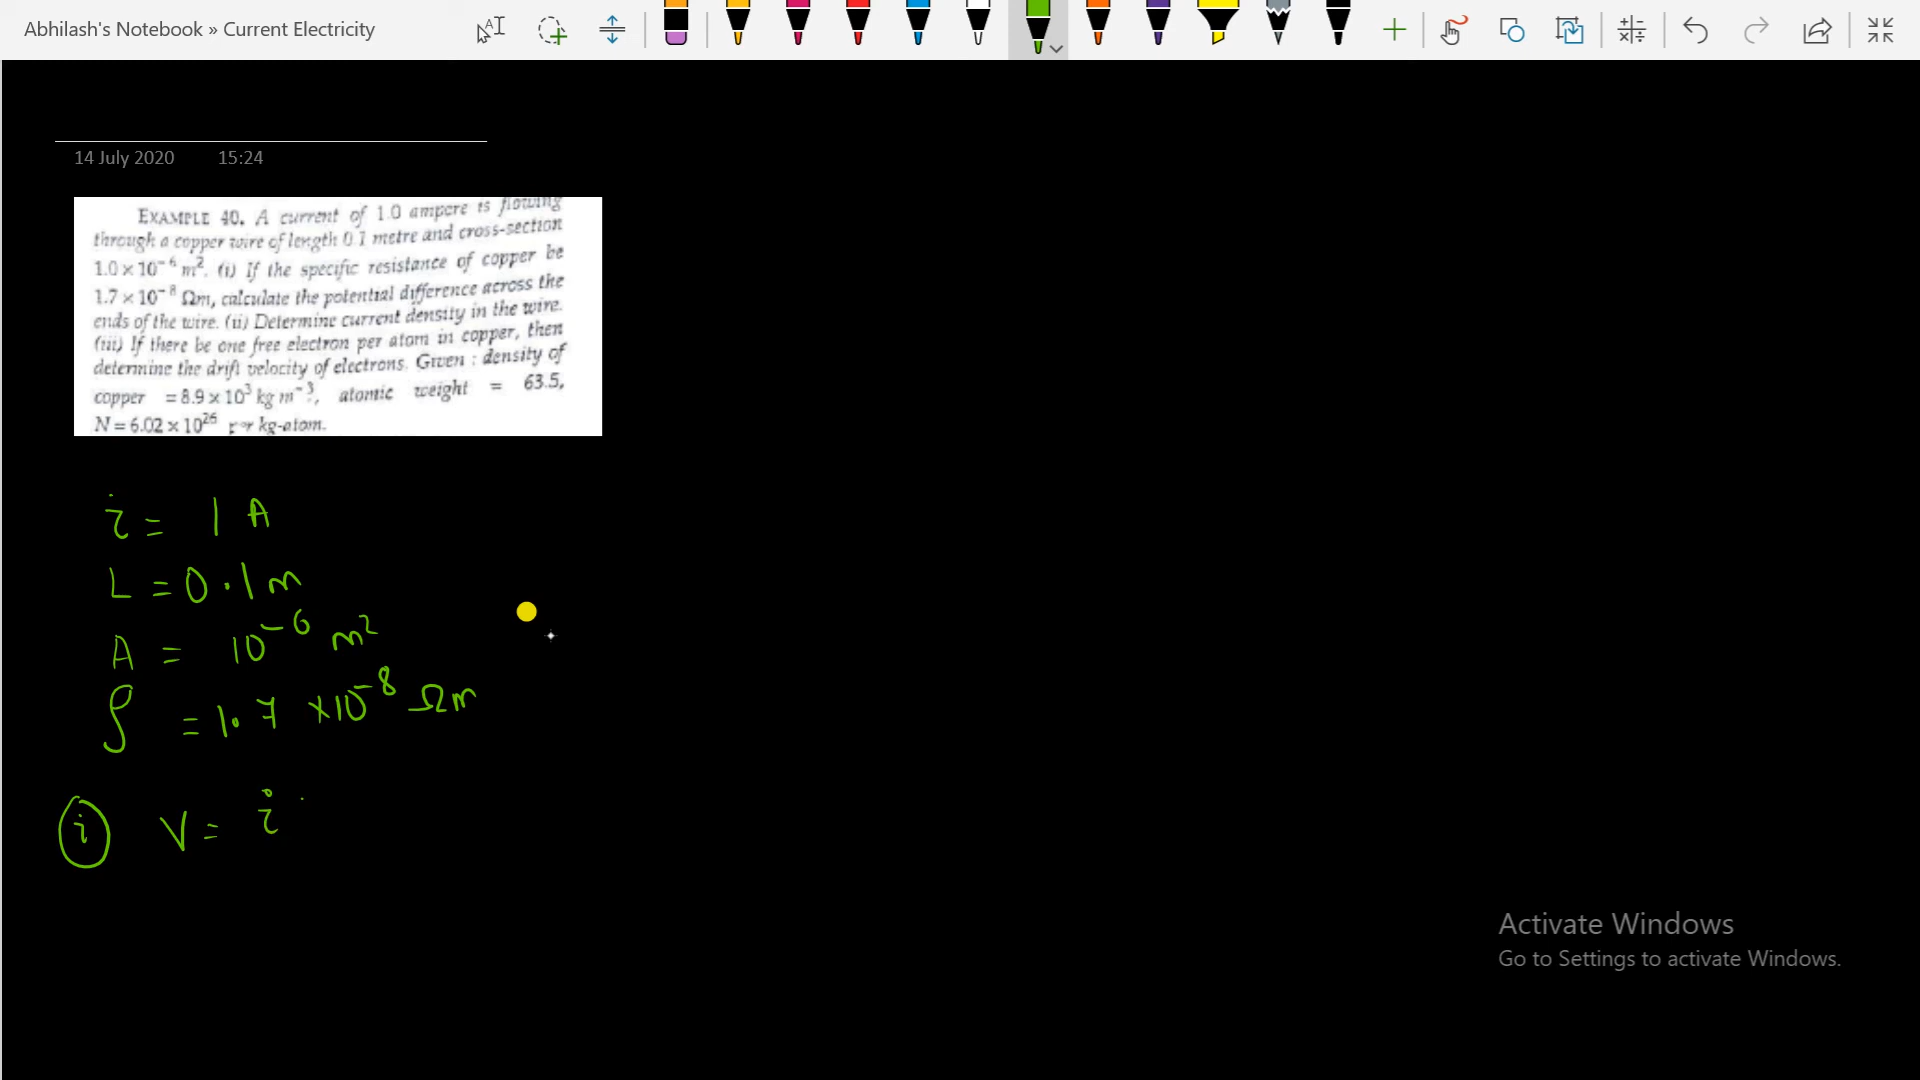 Abhilash's Notebook » Current Electricity
14 July 2020 15:24
EXAMPLE 40. A current of 1.0 ampere is flowing
through a copper wire of length 0.1 metre and cross-section
1.0 × 10⁻⁶ m². (i) If the specific resistance of copper be
1.7 × 10⁻⁸ Ωm, calculate the potential difference across the
ends of the wire. (ii) Determine current density in the wire.
(iii) If there be one free electron per atom in copper, then
determine the drift velocity of electrons. Given : density of
copper = 8.9 × 10³ kg m⁻³, atomic weight = 63.5,
N = 6.02 × 10²⁶ per kg-atom.
i = 1 A
L = 0.1 m
A = 10⁻⁶ m²
ρ = 1.7 × 10⁻⁸ Ωm
(i) V = i
Activate Windows
Go to Settings to activate Windows.